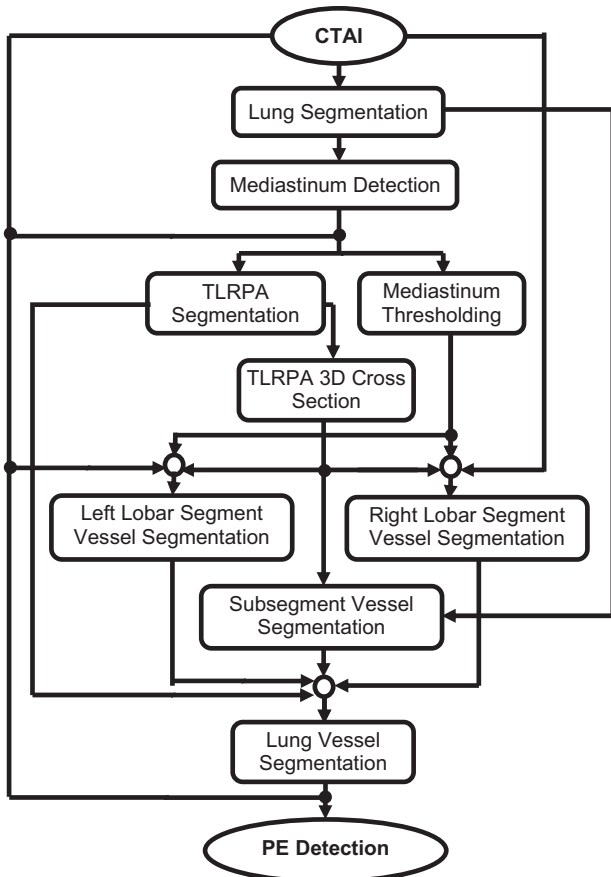 CTAI
Lung Segmentation
Mediastinum Detection
TLRPA
Segmentation
Mediastinum
Thresholding
TLRPA 3D Cross
Section
Left Lobar Segment
Vessel Segmentation
Right Lobar Segment
Vessel Segmentation
Subsegment Vessel
Segmentation
Lung Vessel
Segmentation
PE Detection